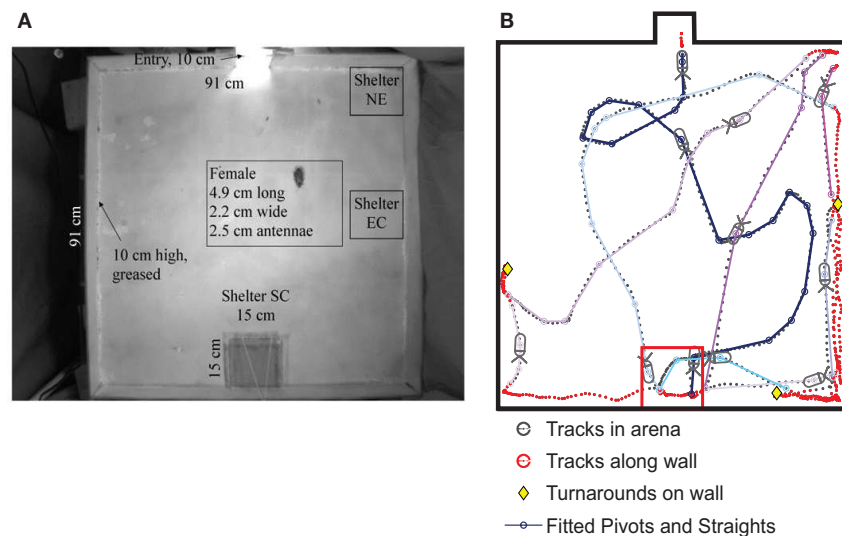 A
Entry, 10 cm
91 cm
Shelter
NE
Female
4.9 cm long
2.2 cm wide
2.5 cm antennae
Shelter
EC
91 cm
10 cm high,
greased
Shelter SC
15 cm
15 cm
B
Tracks in arena
Tracks along wall
Turnarounds on wall
Fitted Pivots and Straights